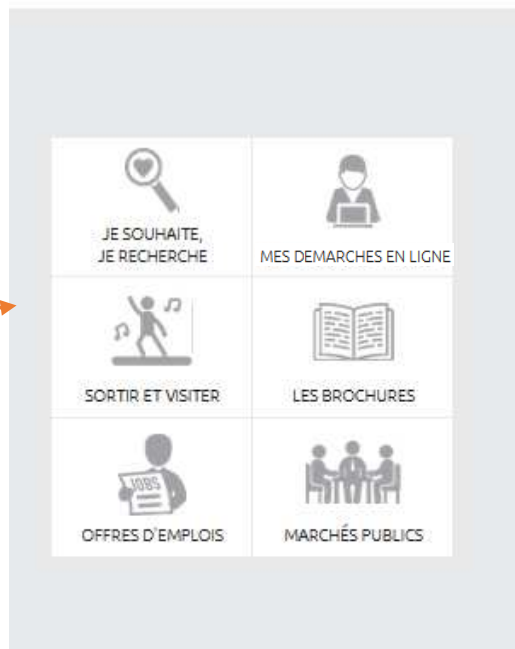 JE SOUHAITE,
JE RECHERCHE
MES DEMARCHES EN LIGNE
SORTIR ET VISITER
LES BROCHURES
JOBS
OFFRES D'EMPLOIS
MARCHÉS PUBLICS